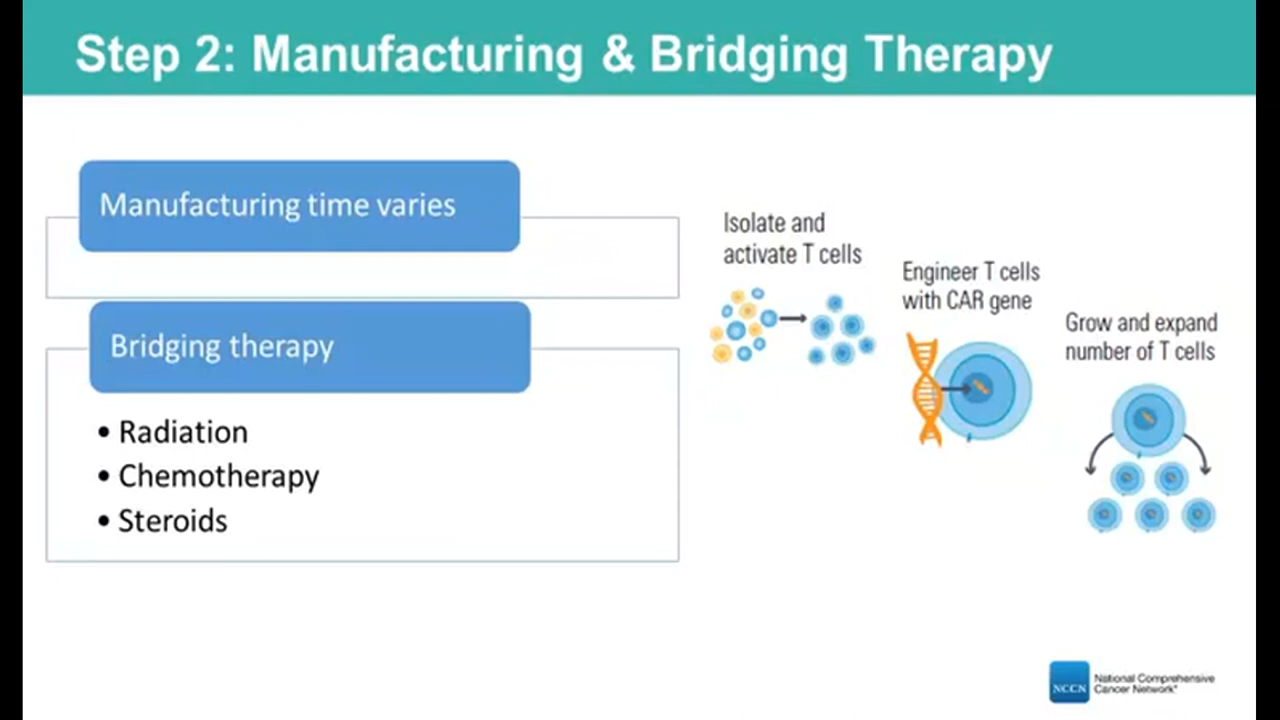 Step 2: Manufacturing & Bridging Therapy
Manufacturing time varies
Bridging therapy
• Radiation
• Chemotherapy
• Steroids
Isolate and
activate T cells
Engineer T cells
with CAR gene
Grow and expand
number of T cells
NCCN
National Comprehensive
Cancer Network®